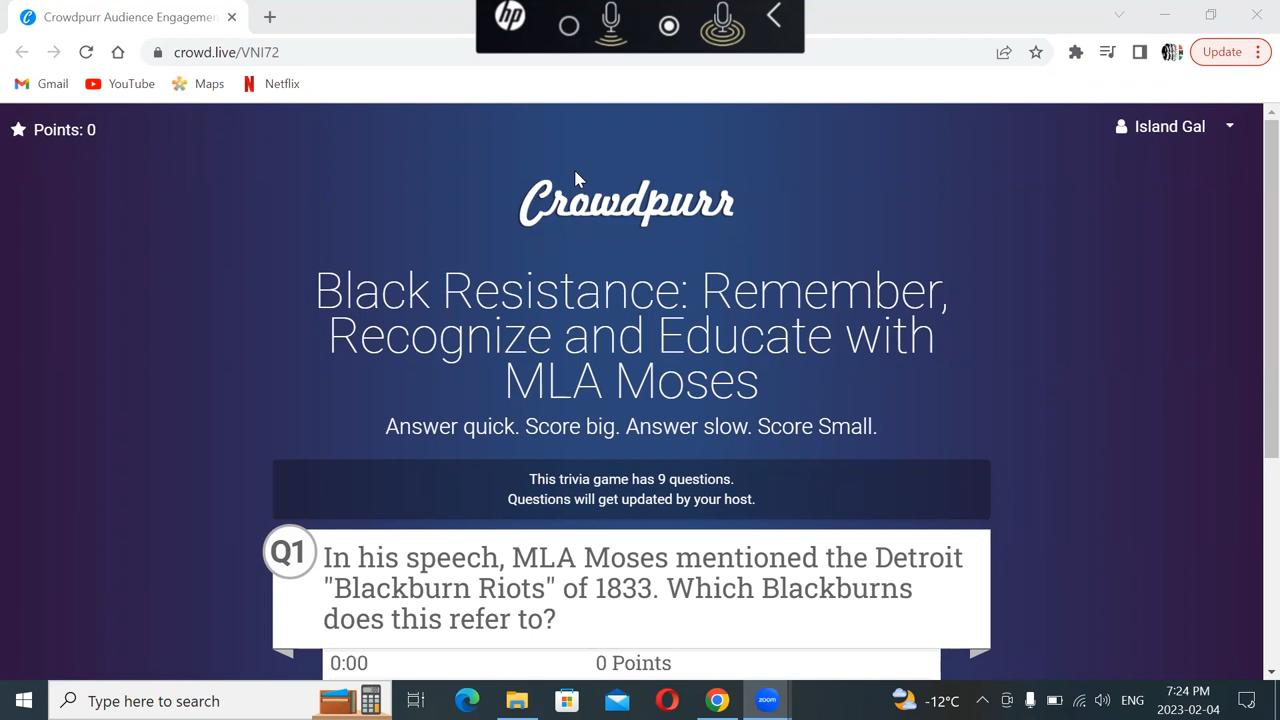 Crowdpurr Audience Engagemen
hp
crowd.live/VNI72
Update
Gmail
YouTube
Maps
Netflix
Points: 0
Island Gal
Crowdpurr
Black Resistance: Remember,
Recognize and Educate with
MLA Moses
Answer quick. Score big. Answer slow. Score Small.
This trivia game has 9 questions.
Questions will get updated by your host.
Q1
In his speech, MLA Moses mentioned the Detroit
"Blackburn Riots" of 1833. Which Blackburns
does this refer to?
0:00
0 Points
Type here to search
zoom
-12°C
ENG
7:24 PM
2023-02-04